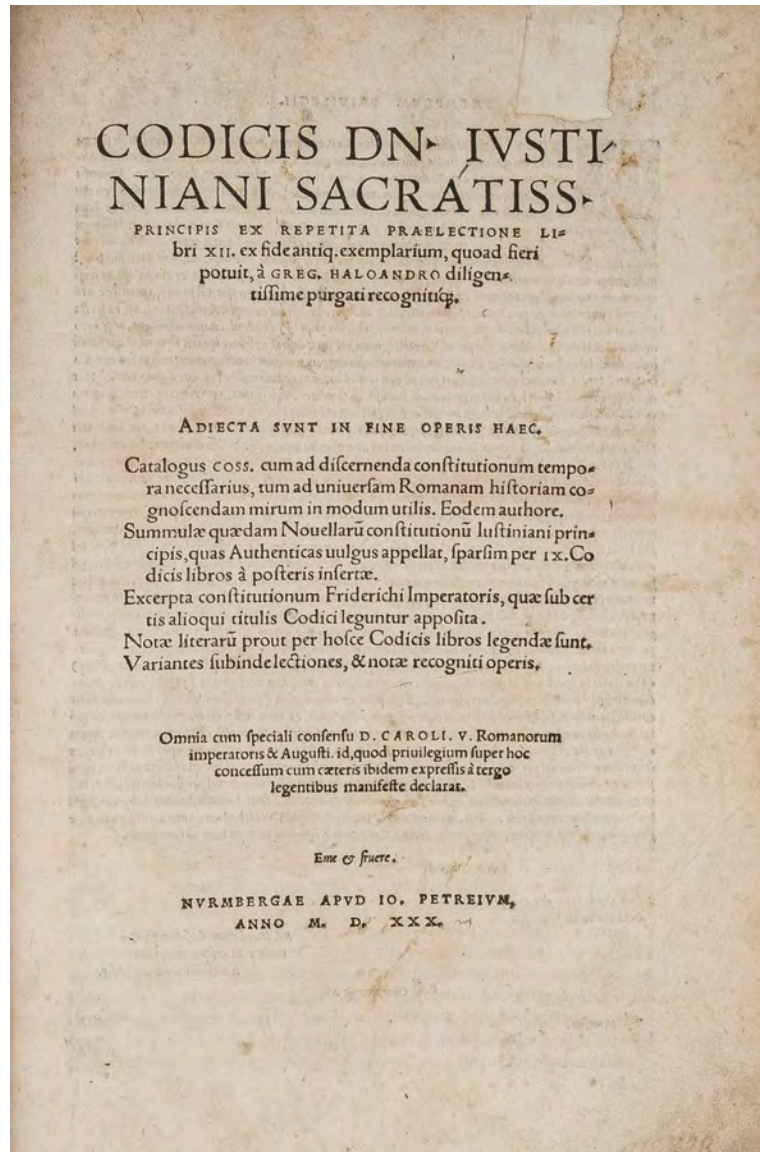 CODICIS DN. IVSTI-
NIANI SACRATISS.
PRINCIPIS EX REPETITA PRAELECTIONE LI=
bri XII. ex fide antiq. exemplarium, quoad fieri
potuit, à GREG. HALOANDRO diligen=
tissime purgati recognitiq́;.
ADIECTA SVNT IN FINE OPERIS HAEC.
Catalogus COSS. cum ad discernenda constitutionum tempo=
ra necessarius, tum ad uniuersam Romanam historiam co=
gnoscendam mirum in modum utilis. Eodem authore.
Summulæ quædam Nouellarũ constitutionũ Iustiniani prin=
cipis, quas Authenticas uulgus appellat, sparsim per IX. Co
dicis libros à posteris insertæ.
Excerpta constitutionum Friderichi Imperatoris, quæ sub cer
tis alioqui titulis Codici leguntur apposita.
Notæ literarũ prout per hosce Codicis libros legendæ sunt.
Variantes subinde lectiones, & notæ recogniti operis.
Omnia cum speciali consensu D. CAROLI. V. Romanorum
imperatoris & Augusti. id, quod priuilegium super hoc
concessum cum cæteris ibidem expressis à tergo
legentibus manifeste declarat.
Eme & fruere.
NVRMBERGAE APVD IO. PETREIVM,
ANNO M. D. XXX.